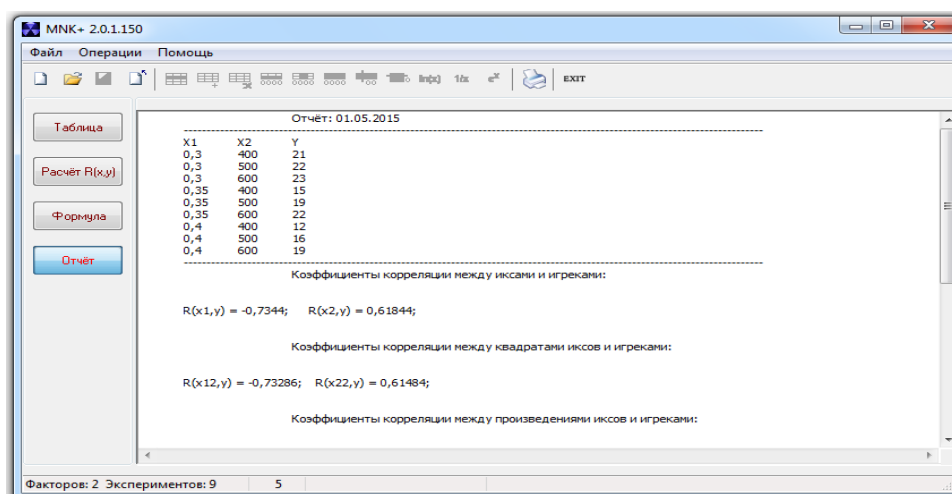 MNK+ 2.0.1.150
Файл Операции Помощь
ln(x) 1/x e^x EXIT
Таблица
Расчёт R(x,y)
Формула
Отчёт
Отчёт: 01.05.2015
X1 X2 Y
0,3 400 21
0,3 500 22
0,3 600 23
0,35 400 15
0,35 500 19
0,35 600 22
0,4 400 12
0,4 500 16
0,4 600 19
Коэффициенты корреляции между иксами и игреками:
R(x1,y) = -0,7344; R(x2,y) = 0,61844;
Коэффициенты корреляции между квадратами иксов и игреками:
R(x12,y) = -0,73286; R(x22,y) = 0,61484;
Коэффициенты корреляции между произведениями иксов и игреками:
Факторов: 2 Экспериментов: 9 5